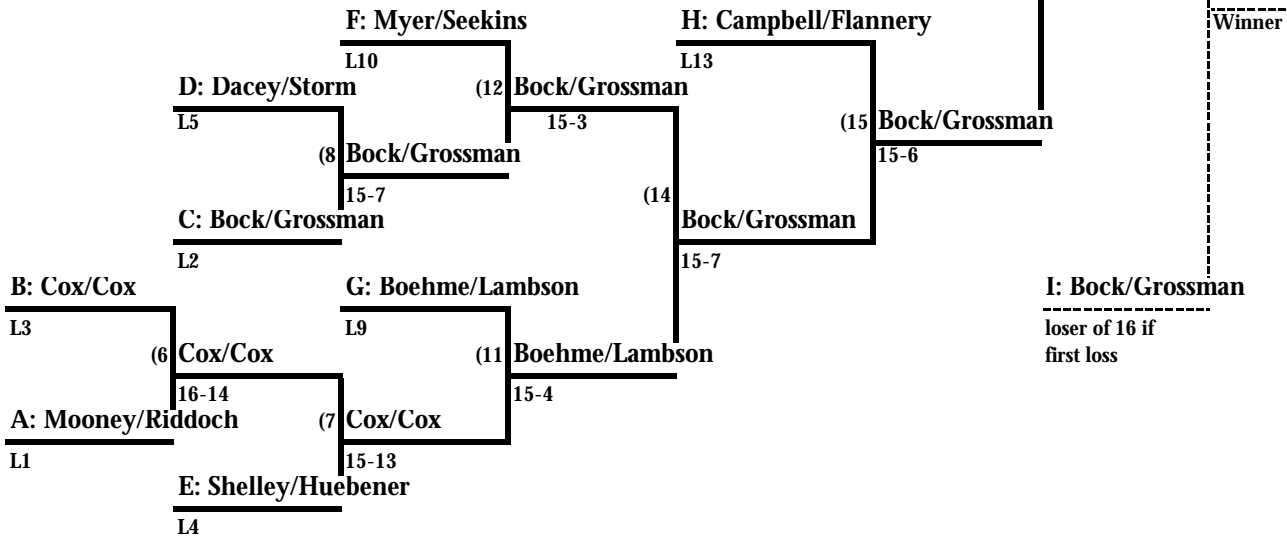 F: Myer/Seekins
H: Campbell/Flannery
Winner
L10
L13
D: Dacey/Storm
(12 Bock/Grossman
L5
15-3
(15 Bock/Grossman
(8 Bock/Grossman
15-6
15-7
(14
C: Bock/Grossman
Bock/Grossman
L2
15-7
B: Cox/Cox
G: Boehme/Lambson
I: Bock/Grossman
L3
L9
loser of 16 if
first loss
(6 Cox/Cox
(11 Boehme/Lambson
16-14
15-4
A: Mooney/Riddoch
(7 Cox/Cox
L1
15-13
E: Shelley/Huebener
L4